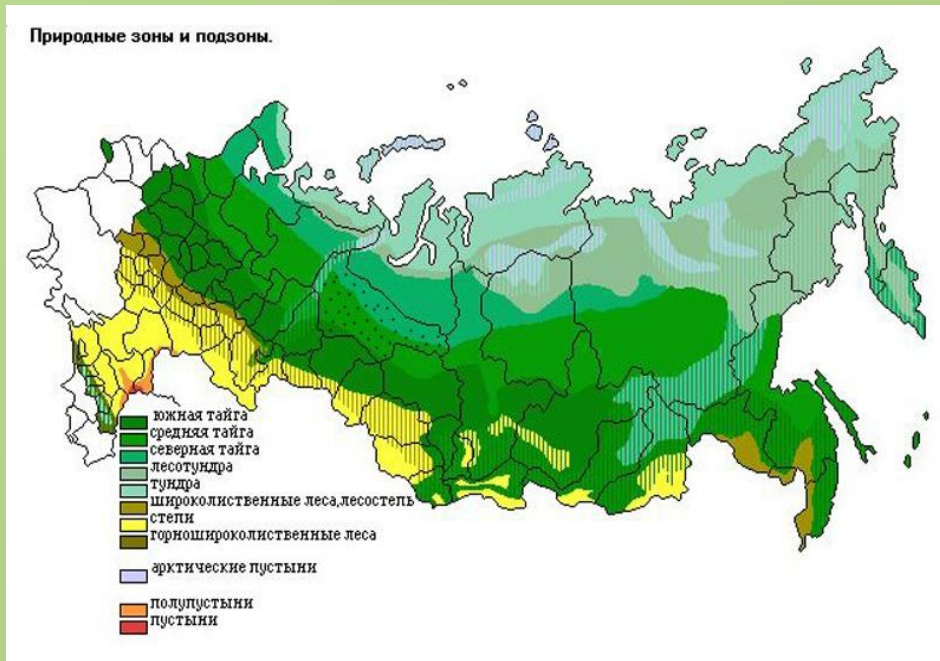 Природные зоны и подзоны.
южная тайга
средняя тайга
северная тайга
лесотундра
тундра
широколиственные леса,лесостепь
степи
горношироколиственные леса
арктические пустыни
полупустыни
пустыни